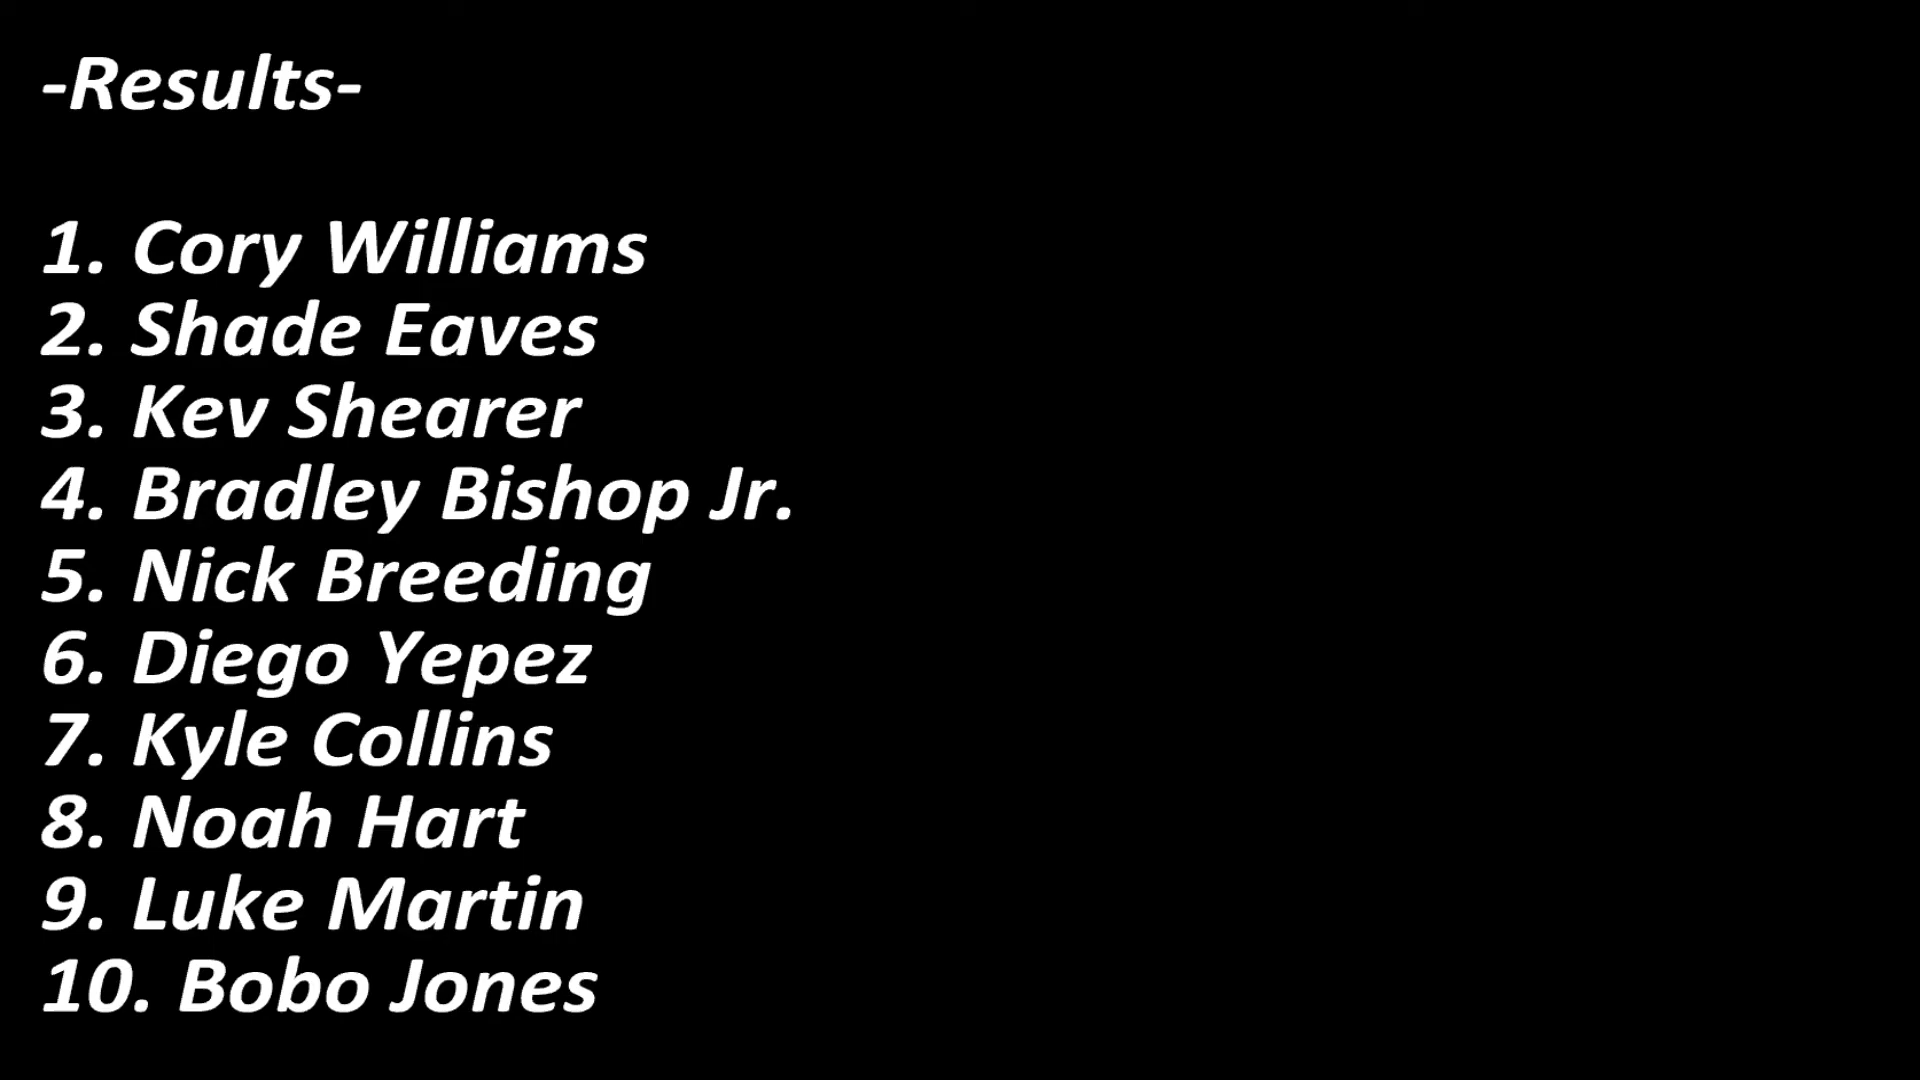 -Results-
1. Cory Williams
2. Shade Eaves
3. Kev Shearer
4. Bradley Bishop Jr.
5. Nick Breeding
6. Diego Yepez
7. Kyle Collins
8. Noah Hart
9. Luke Martin
10. Bobo Jones